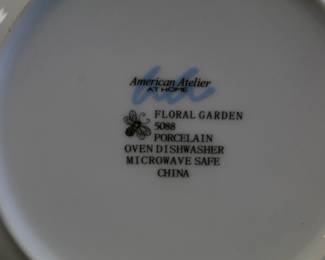 American Atelier
AT HOME
FLORAL GARDEN
5088
PORCELAIN
OVEN DISHWASHER
MICROWAVE SAFE
CHINA